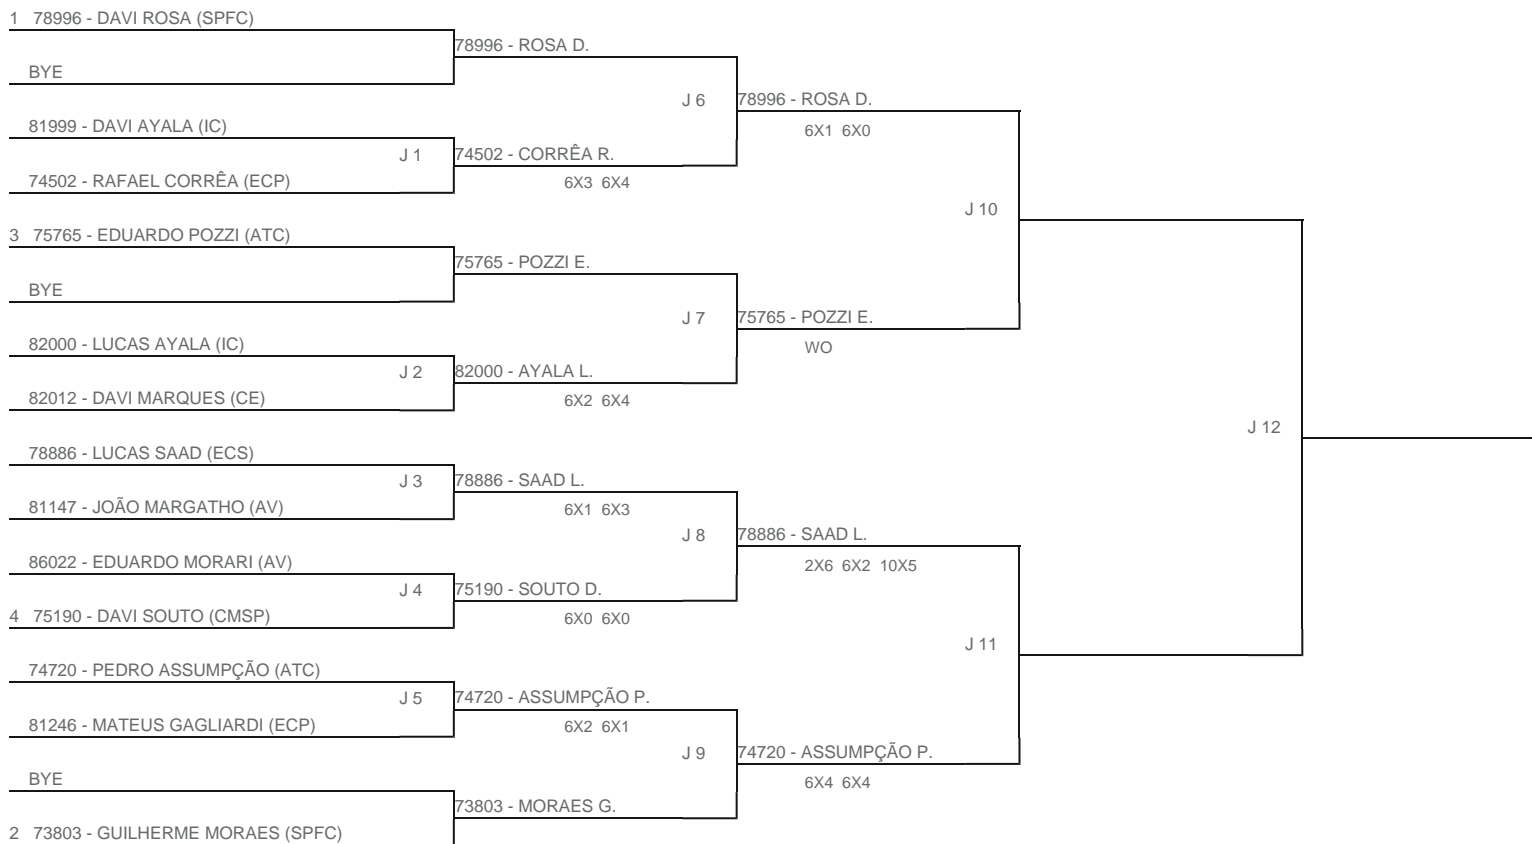 1 78996 - DAVI ROSA (SPFC)
78996 - ROSA D.
BYE
J 6
78996 - ROSA D.
81999 - DAVI AYALA (IC)
6X1 6X0
J 1
74502 - CORRÊA R.
74502 - RAFAEL CORRÊA (ECP)
6X3 6X4
J 10
3 75765 - EDUARDO POZZI (ATC)
75765 - POZZI E.
BYE
J 7
75765 - POZZI E.
82000 - LUCAS AYALA (IC)
WO
J 2
82000 - AYALA L.
82012 - DAVI MARQUES (CE)
6X2 6X4
J 12
78886 - LUCAS SAAD (ECS)
J 3
78886 - SAAD L.
81147 - JOÃO MARGATHO (AV)
6X1 6X3
J 8
78886 - SAAD L.
86022 - EDUARDO MORARI (AV)
2X6 6X2 10X5
J 4
75190 - SOUTO D.
4 75190 - DAVI SOUTO (CMSP)
6X0 6X0
J 11
74720 - PEDRO ASSUMPÇÃO (ATC)
J 5
74720 - ASSUMPÇÃO P.
81246 - MATEUS GAGLIARDI (ECP)
6X2 6X1
J 9
74720 - ASSUMPÇÃO P.
BYE
6X4 6X4
73803 - MORAES G.
2 73803 - GUILHERME MORAES (SPFC)